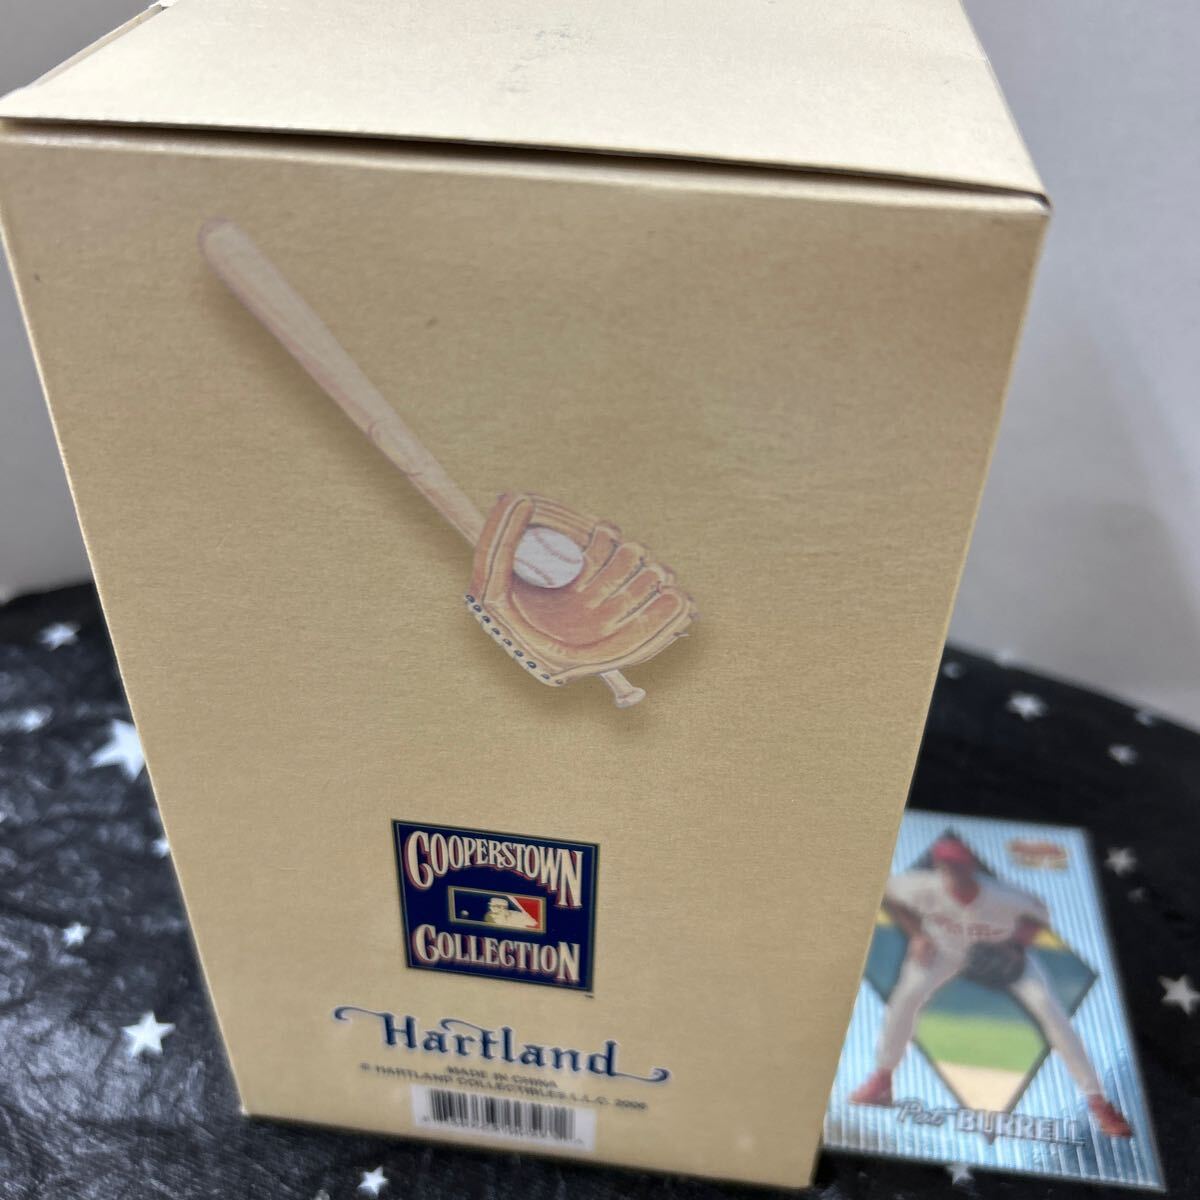 COOPERSTOWN
COLLECTION
Hartland
MADE IN CHINA
© HARTLAND COLLECTIBLES L.L.C. 2000
Pat BURRELL